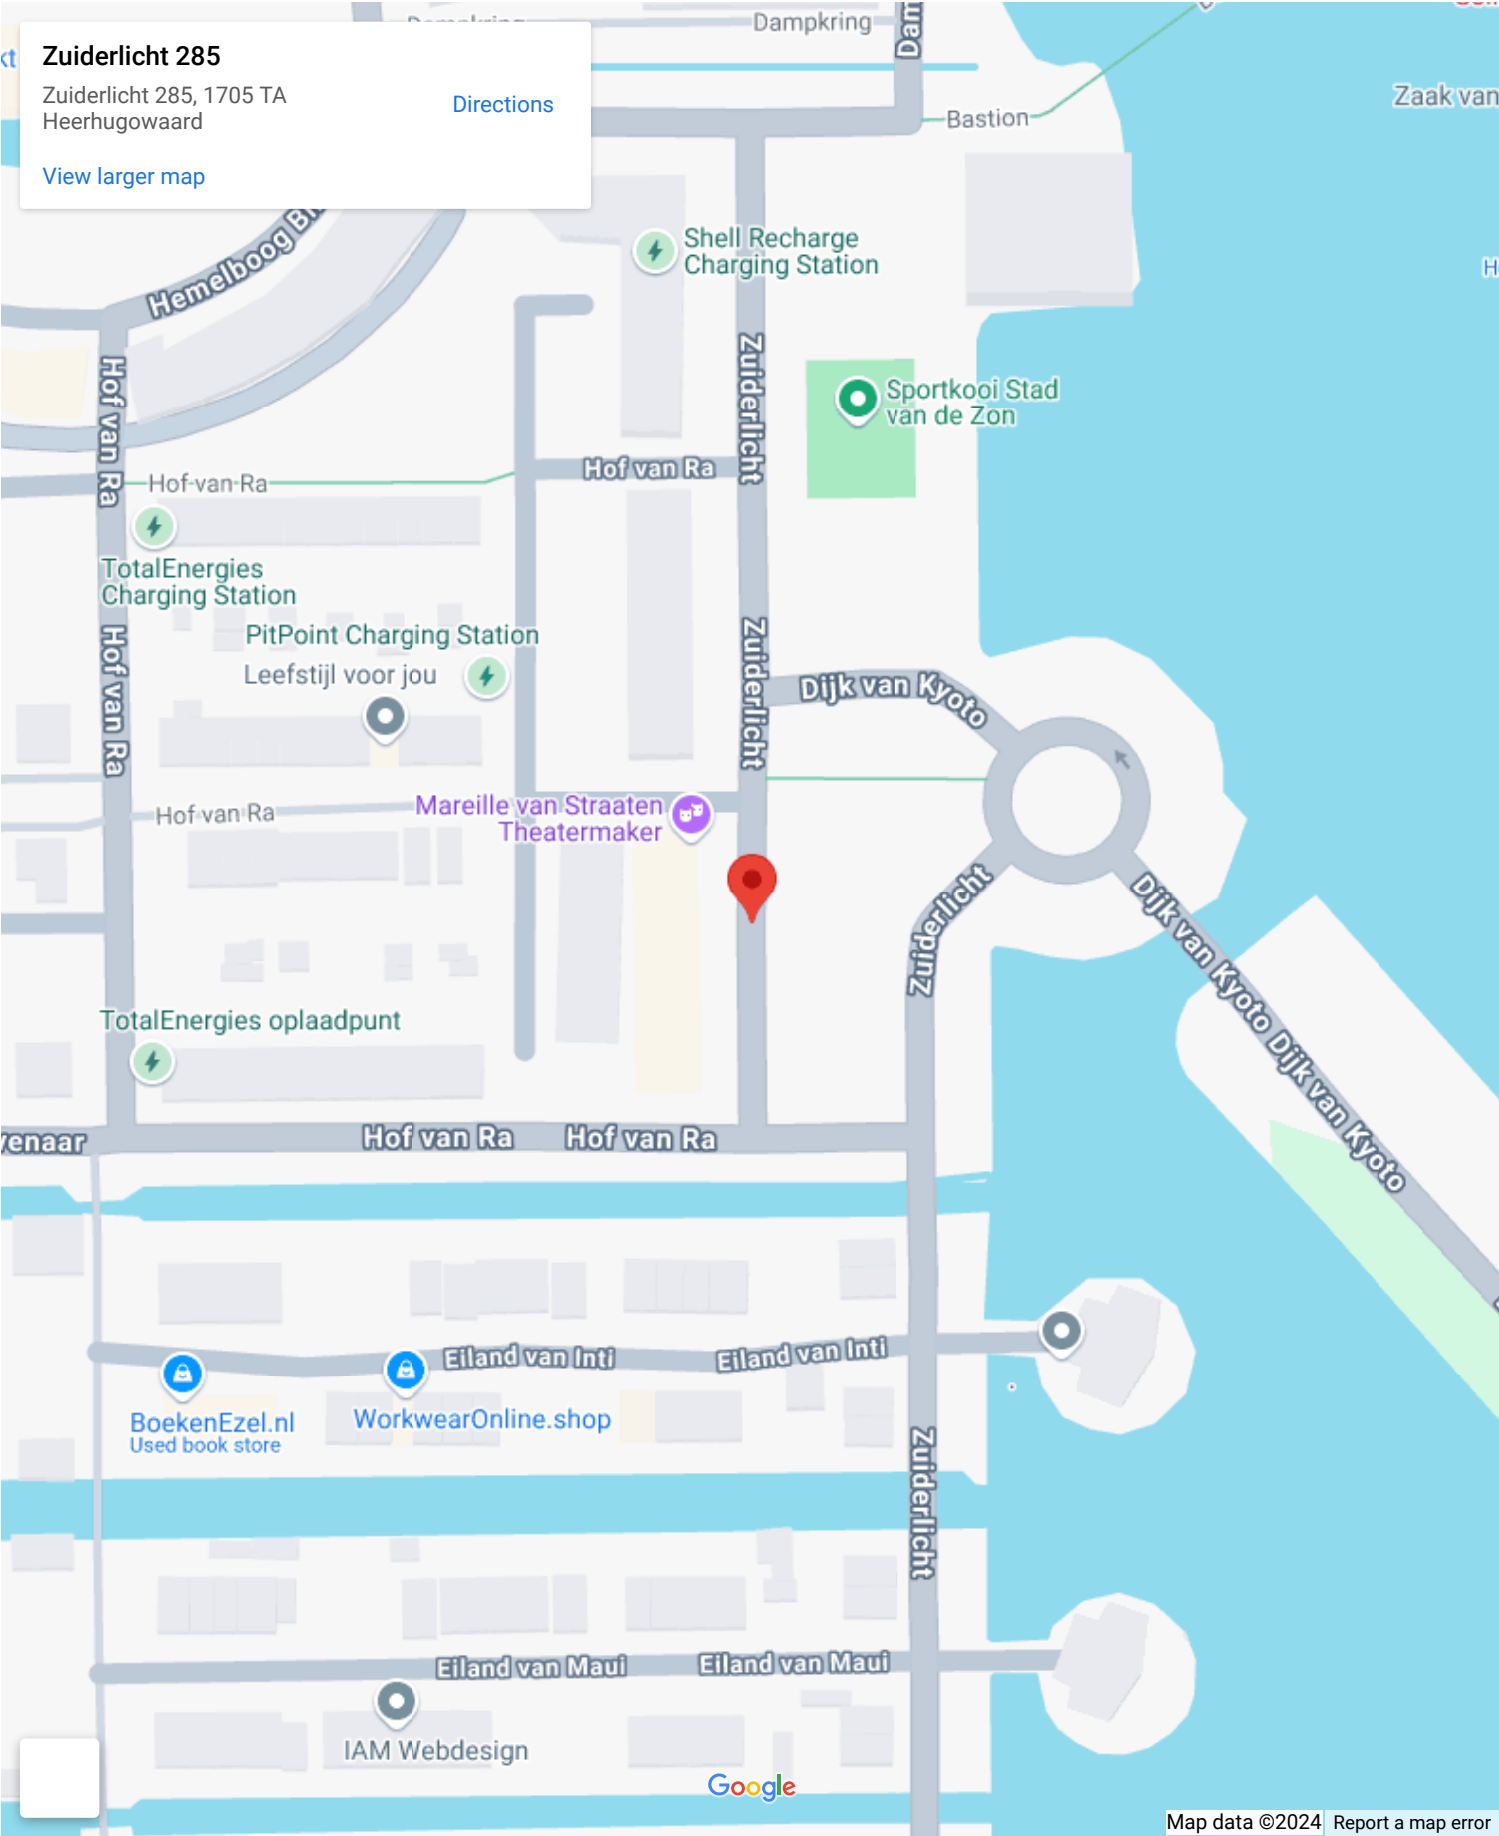 Dampkring
Dampkring
Dam
kt
Zuiderlicht 285
Zuiderlicht 285, 1705 TA
Heerhugowaard
Directions
View larger map
Bastion
Zaak van
Hemelboog
Shell Recharge
Charging Station
H
Zuiderlicht
Hof van Ra
Sportkooi Stad
van de Zon
Hof van Ra
Hof van Ra
TotalEnergies
Charging Station
Zuiderlicht
Hof van Ra
PitPoint Charging Station
Leefstijl voor jou
Dijk van Kyoto
Mareille van Straaten
Theatermaker
Hof van Ra
Zuiderlicht
Dijk van Kyoto
Dijk van Kyoto
TotalEnergies oplaadpunt
venaar
Hof van Ra
Hof van Ra
Eiland van Inti
Eiland van Inti
BoekenEzel.nl
Used book store
WorkwearOnline.shop
Zuiderlicht
Eiland van Maui
Eiland van Maui
IAM Webdesign
Google
Map data ©2024
Report a map error